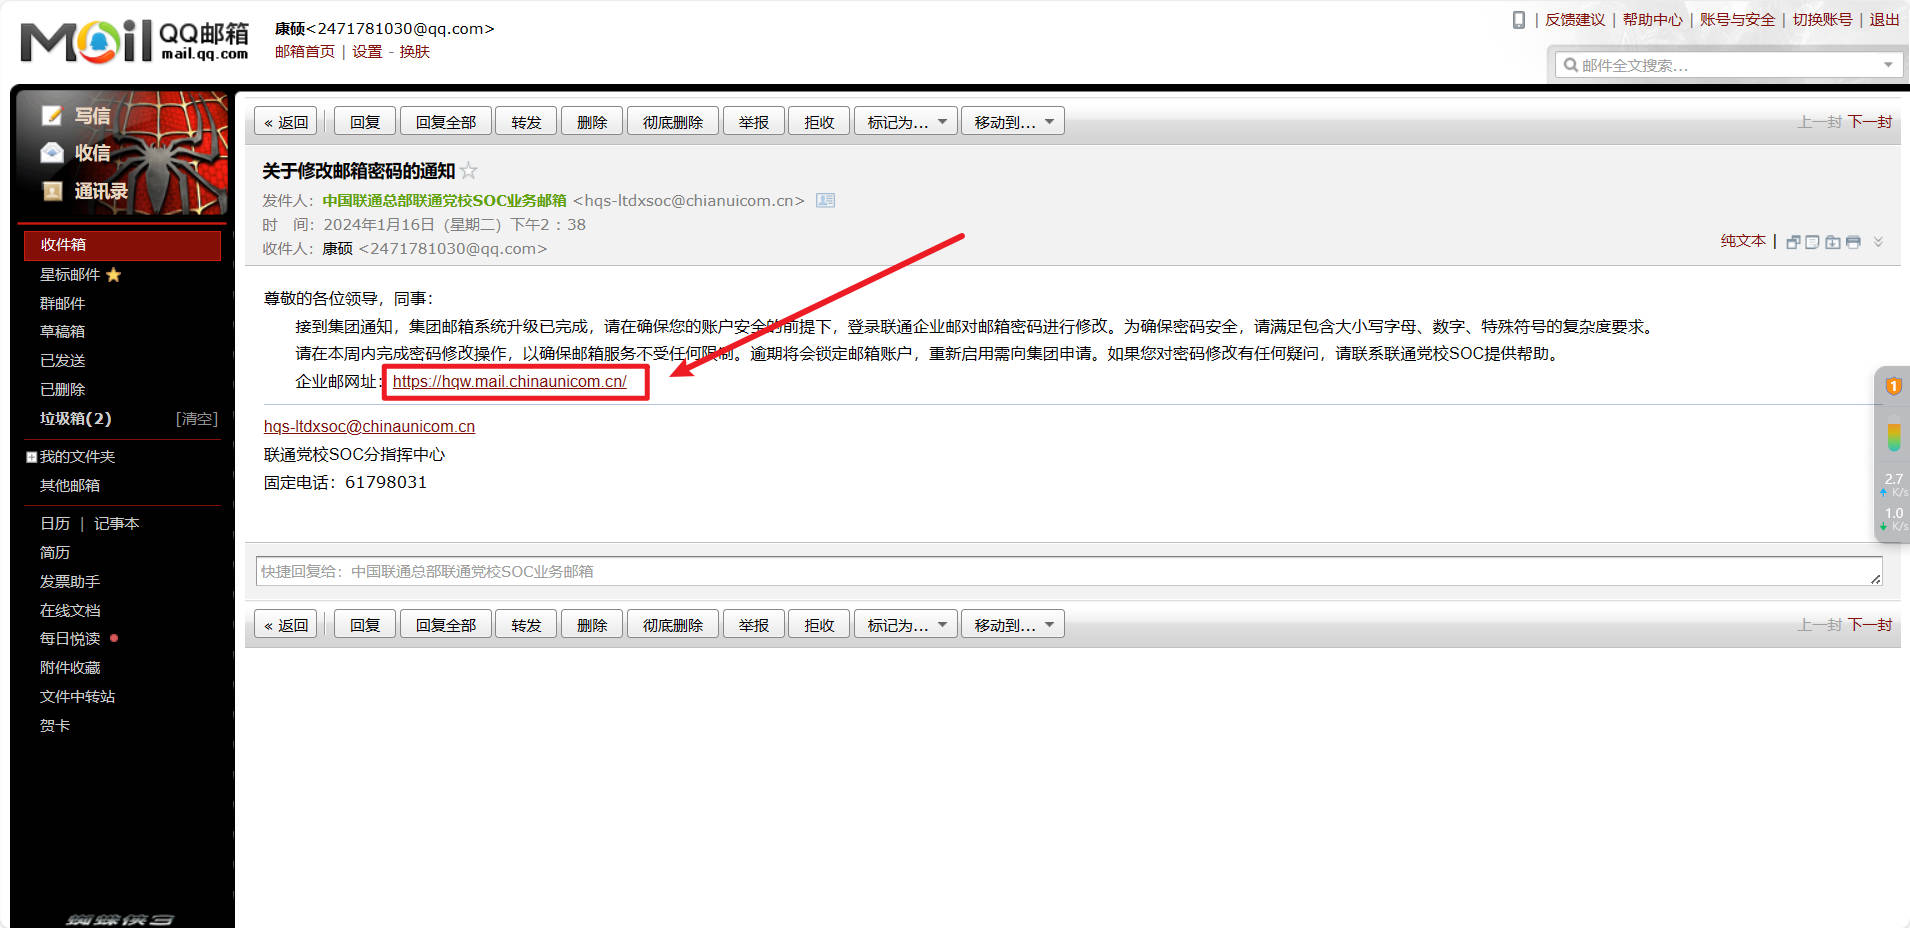 MOil QQ邮箱
mail.qq.com
康硕<2471781030@qq.com>
邮箱首页 | 设置 - 换肤
| 反馈建议 | 帮助中心 | 账号与安全 | 切换账号 | 退出
邮件全文搜索...
写信
收信
通讯录
收件箱
星标邮件
群邮件
草稿箱
已发送
已删除
垃圾箱(2) [清空]
我的文件夹
其他邮箱
日历 | 记事本
简历
发票助手
在线文档
每日悦读
附件收藏
文件中转站
贺卡
蜘蛛侠3
« 返回 回复 回复全部 转发 删除 彻底删除 举报 拒收 标记为... 移动到... 上一封 下一封
关于修改邮箱密码的通知
发件人：中国联通总部联通党校SOC业务邮箱 <hqs-ltdxsoc@chianuicom.cn>
时 间：2024年1月16日（星期二）下午2：38
收件人：康硕 <2471781030@qq.com>
纯文本 |
尊敬的各位领导，同事：
接到集团通知，集团邮箱系统升级已完成，请在确保您的账户安全的前提下，登录联通企业邮对邮箱密码进行修改。为确保密码安全，请满足包含大小写字母、数字、特殊符号的复杂度要求。
请在本周内完成密码修改操作，以确保邮箱服务不受任何限制。逾期将会锁定邮箱账户，重新启用需向集团申请。如果您对密码修改有任何疑问，请联系联通党校SOC提供帮助。
企业邮网址：https://hqw.mail.chinaunicom.cn/
hqs-ltdxsoc@chinaunicom.cn
联通党校SOC分指挥中心
固定电话：61798031
快捷回复给：中国联通总部联通党校SOC业务邮箱
« 返回 回复 回复全部 转发 删除 彻底删除 举报 拒收 标记为... 移动到... 上一封 下一封
1
2.7
K/s
1.0
K/s